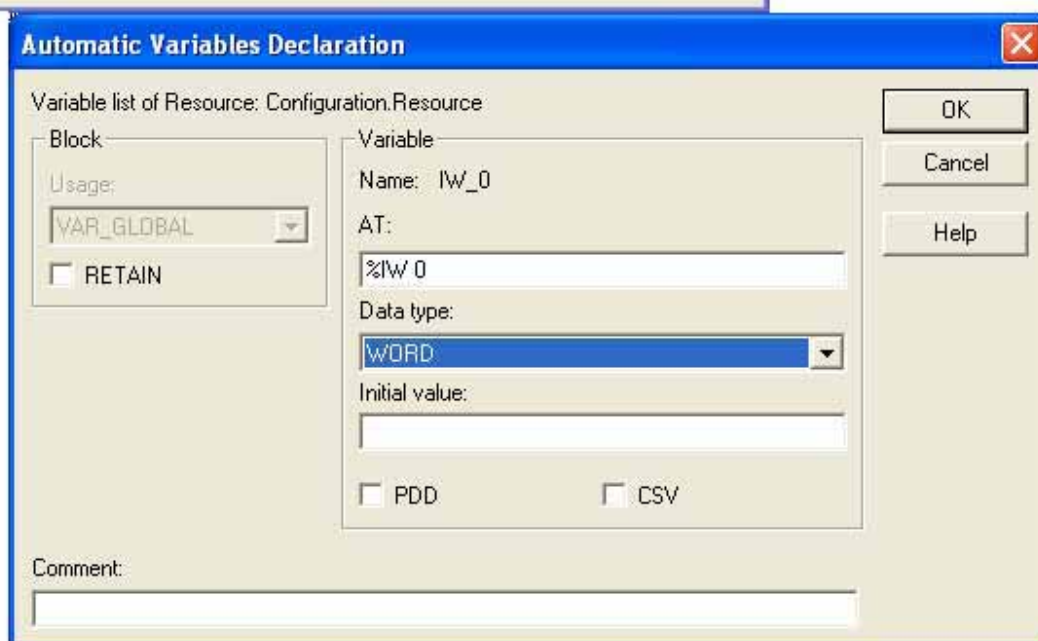 Automatic Variables Declaration
Variable list of Resource: Configuration.Resource
Block
Usage:
VAR_GLOBAL
RETAIN
Variable
Name: IW_0
AT:
%IW 0
Data type:
WORD
Initial value:
PDD CSV
OK
Cancel
Help
Comment: